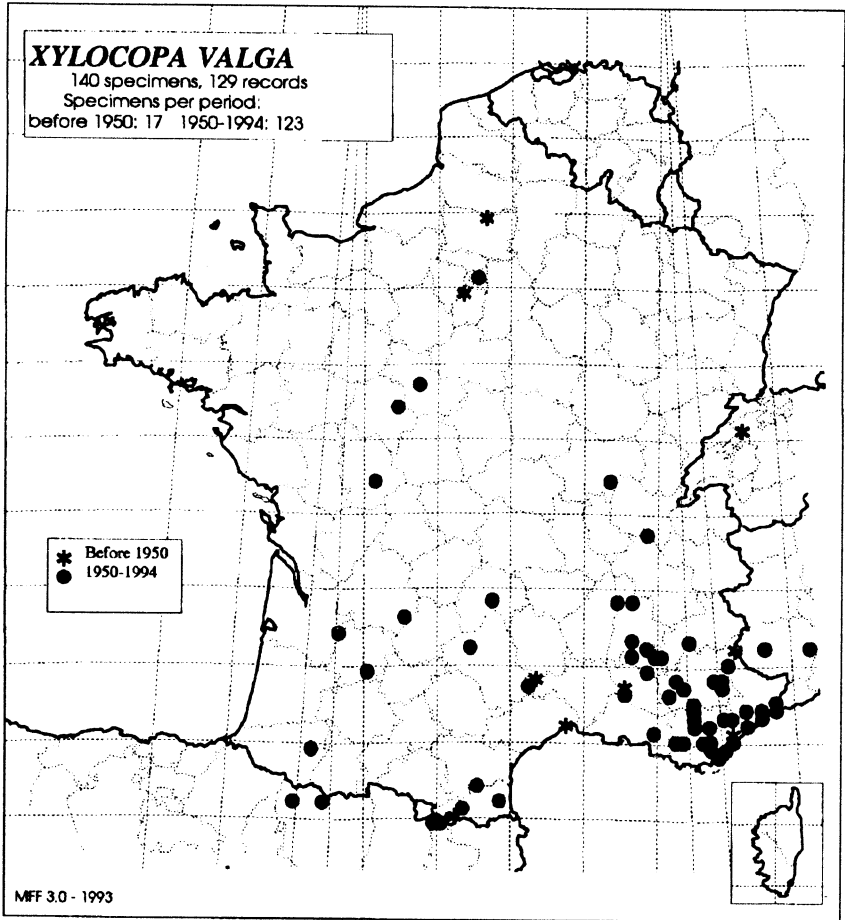 XYLOCOPA VALGA
140 specimens, 129 records
Specimens per period:
before 1950: 17 1950-1994: 123
Before 1950
1950-1994
MFF 3.0 - 1993